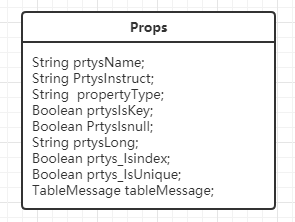 Props
String prtysName;
String PrtysInstruct;
String  propertyType;
Boolean prtysIsKey;
Boolean PrtysIsnull;
String prtysLong;
Boolean prtys_Isindex;
Boolean prtys_IsUnique;
TableMessage tableMessage;